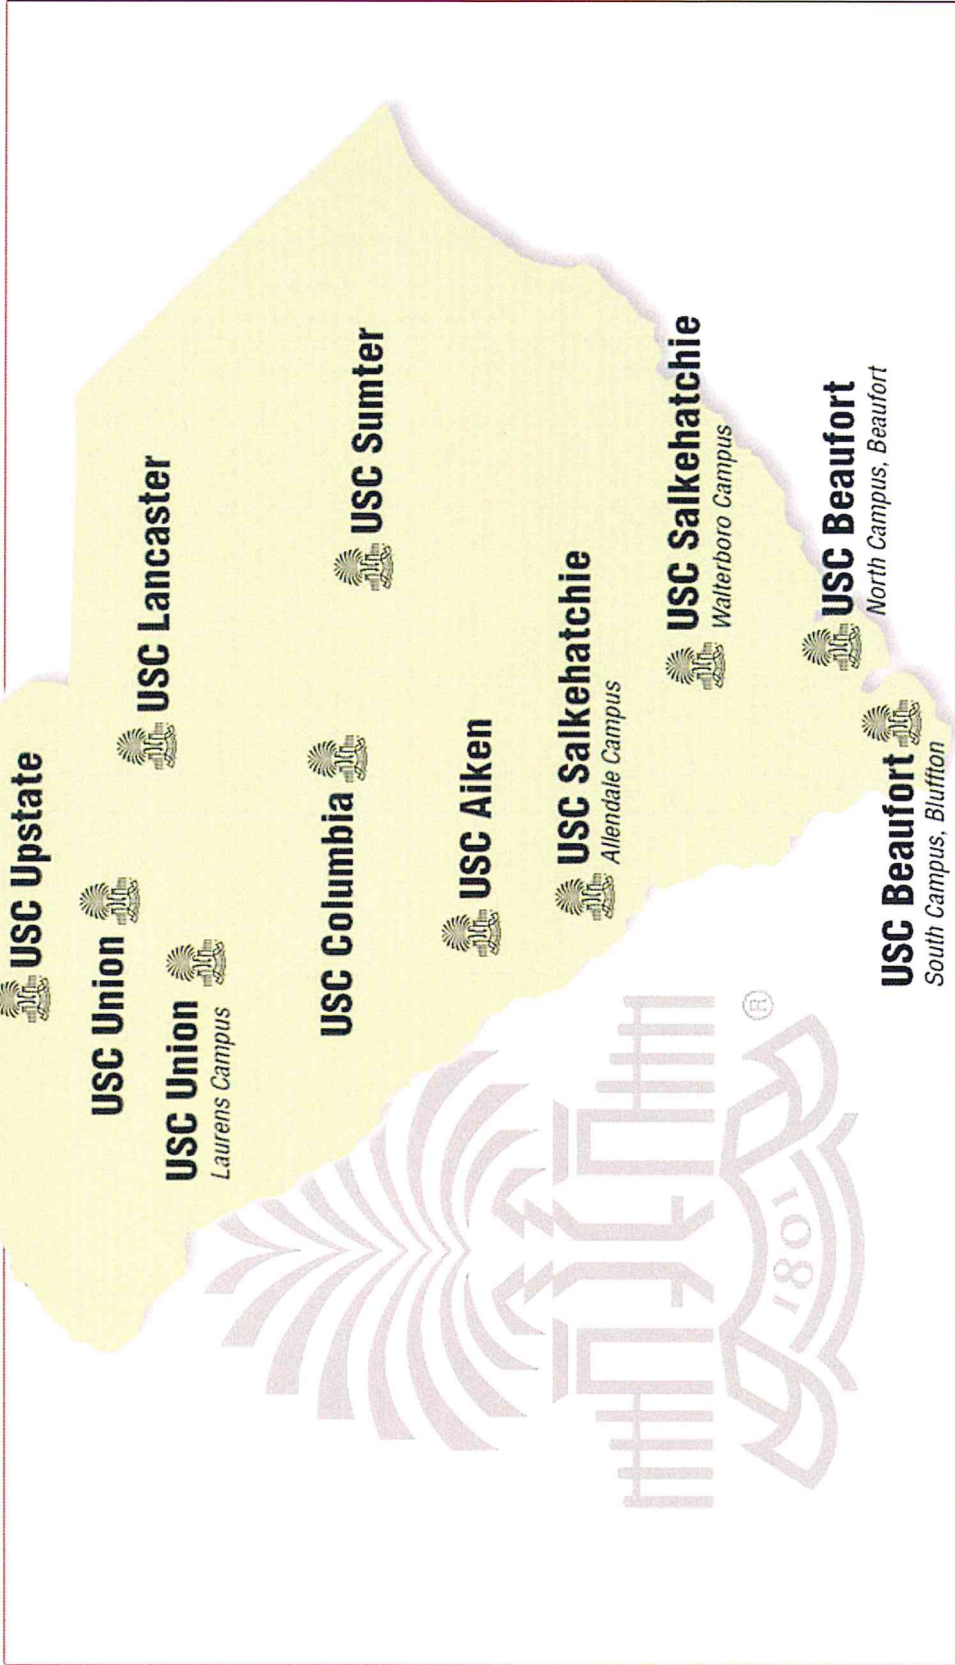 USC Upstate
USC Union
USC Lancaster
USC Union
Laurens Campus
USC Columbia
USC Sumter
USC Aiken
USC Salkehatchie
Allendale Campus
USC Salkehatchie
Walterboro Campus
USC Beaufort
North Campus, Beaufort
USC Beaufort
South Campus, Bluffton
1801
®